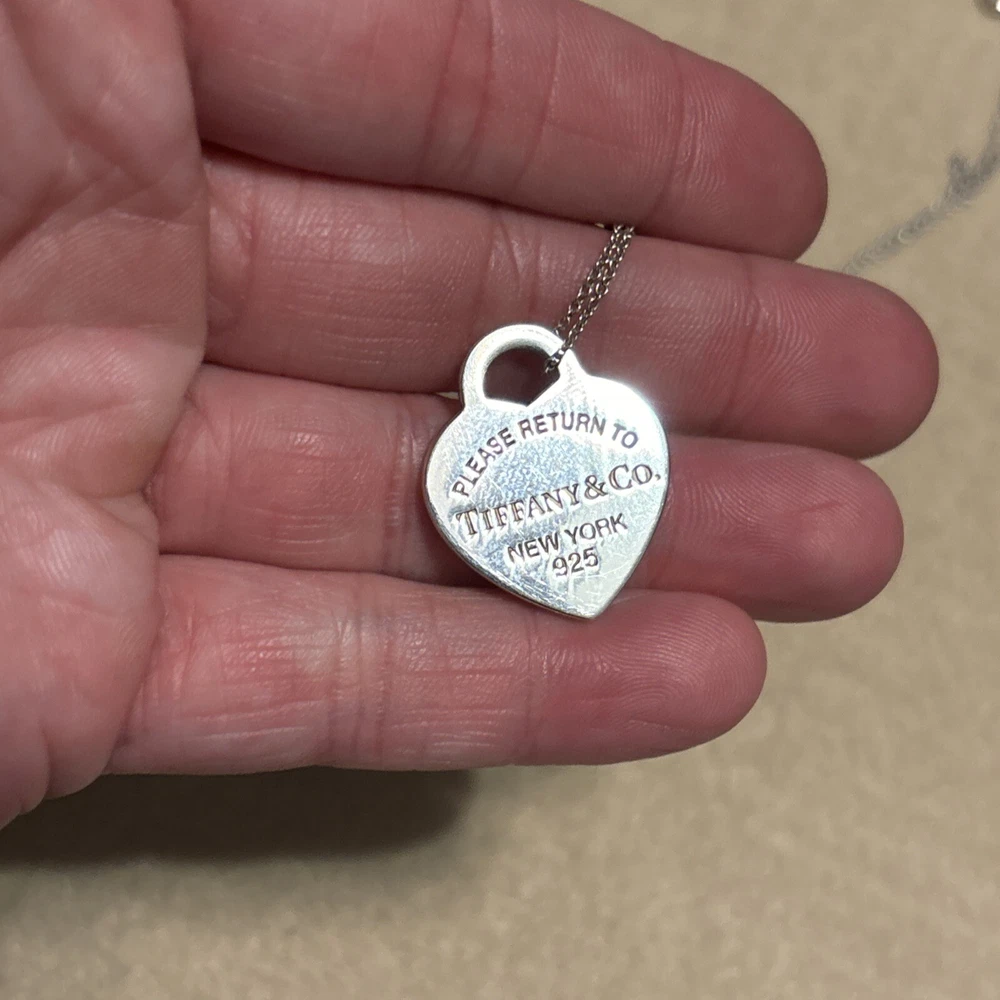 PLEASE RETURN TO
TIFFANY & CO.
NEW YORK
925